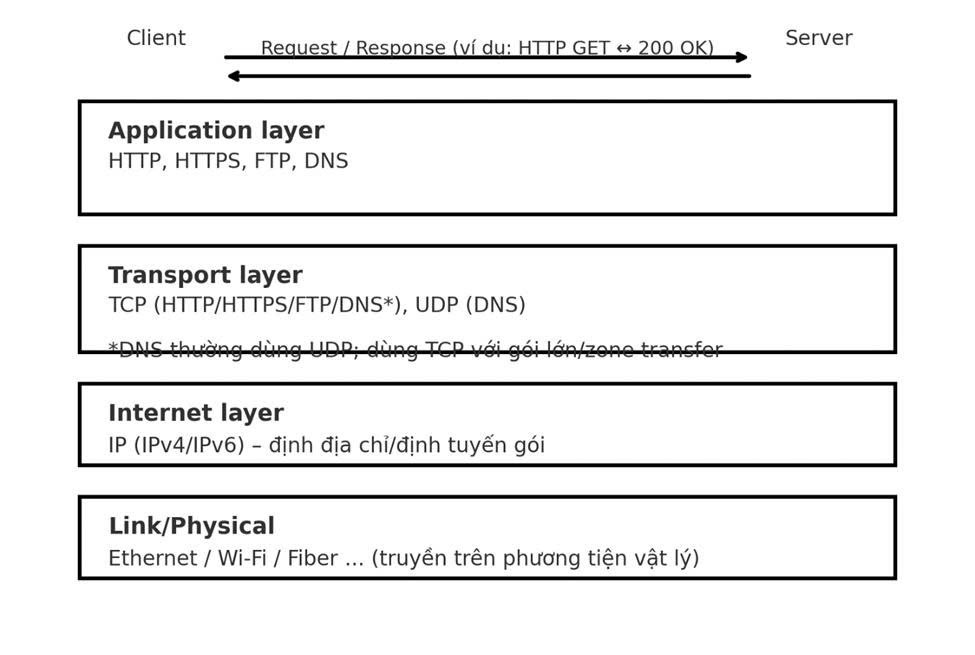 Client
Request / Response (ví dụ: HTTP GET ↔ 200 OK)
Server
Application layer
HTTP, HTTPS, FTP, DNS
Transport layer
TCP (HTTP/HTTPS/FTP/DNS*), UDP (DNS)
*DNS thường dùng UDP; dùng TCP với gói lớn/zone transfer
Internet layer
IP (IPv4/IPv6) – định địa chỉ/định tuyến gói
Link/Physical
Ethernet / Wi-Fi / Fiber ... (truyền trên phương tiện vật lý)